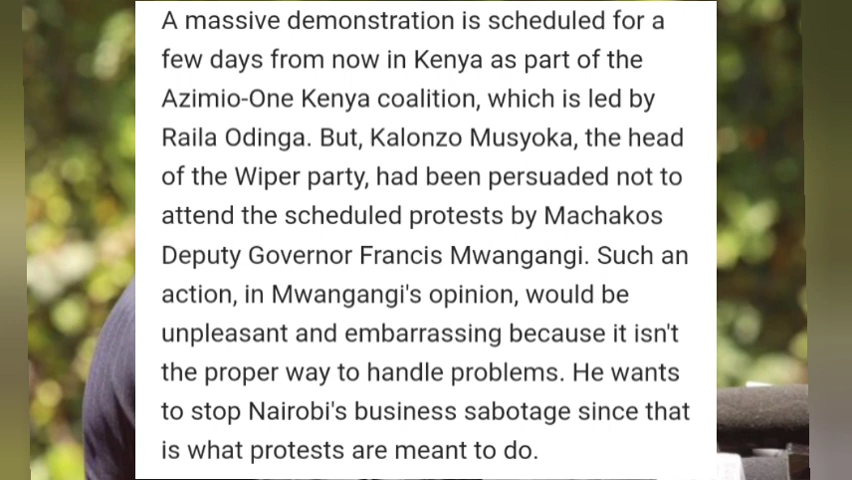 A massive demonstration is scheduled for a
few days from now in Kenya as part of the
Azimio-One Kenya coalition, which is led by
Raila Odinga. But, Kalonzo Musyoka, the head
of the Wiper party, had been persuaded not to
attend the scheduled protests by Machakos
Deputy Governor Francis Mwangangi. Such an
action, in Mwangangi's opinion, would be
unpleasant and embarrassing because it isn't
the proper way to handle problems. He wants
to stop Nairobi's business sabotage since that
is what protests are meant to do.